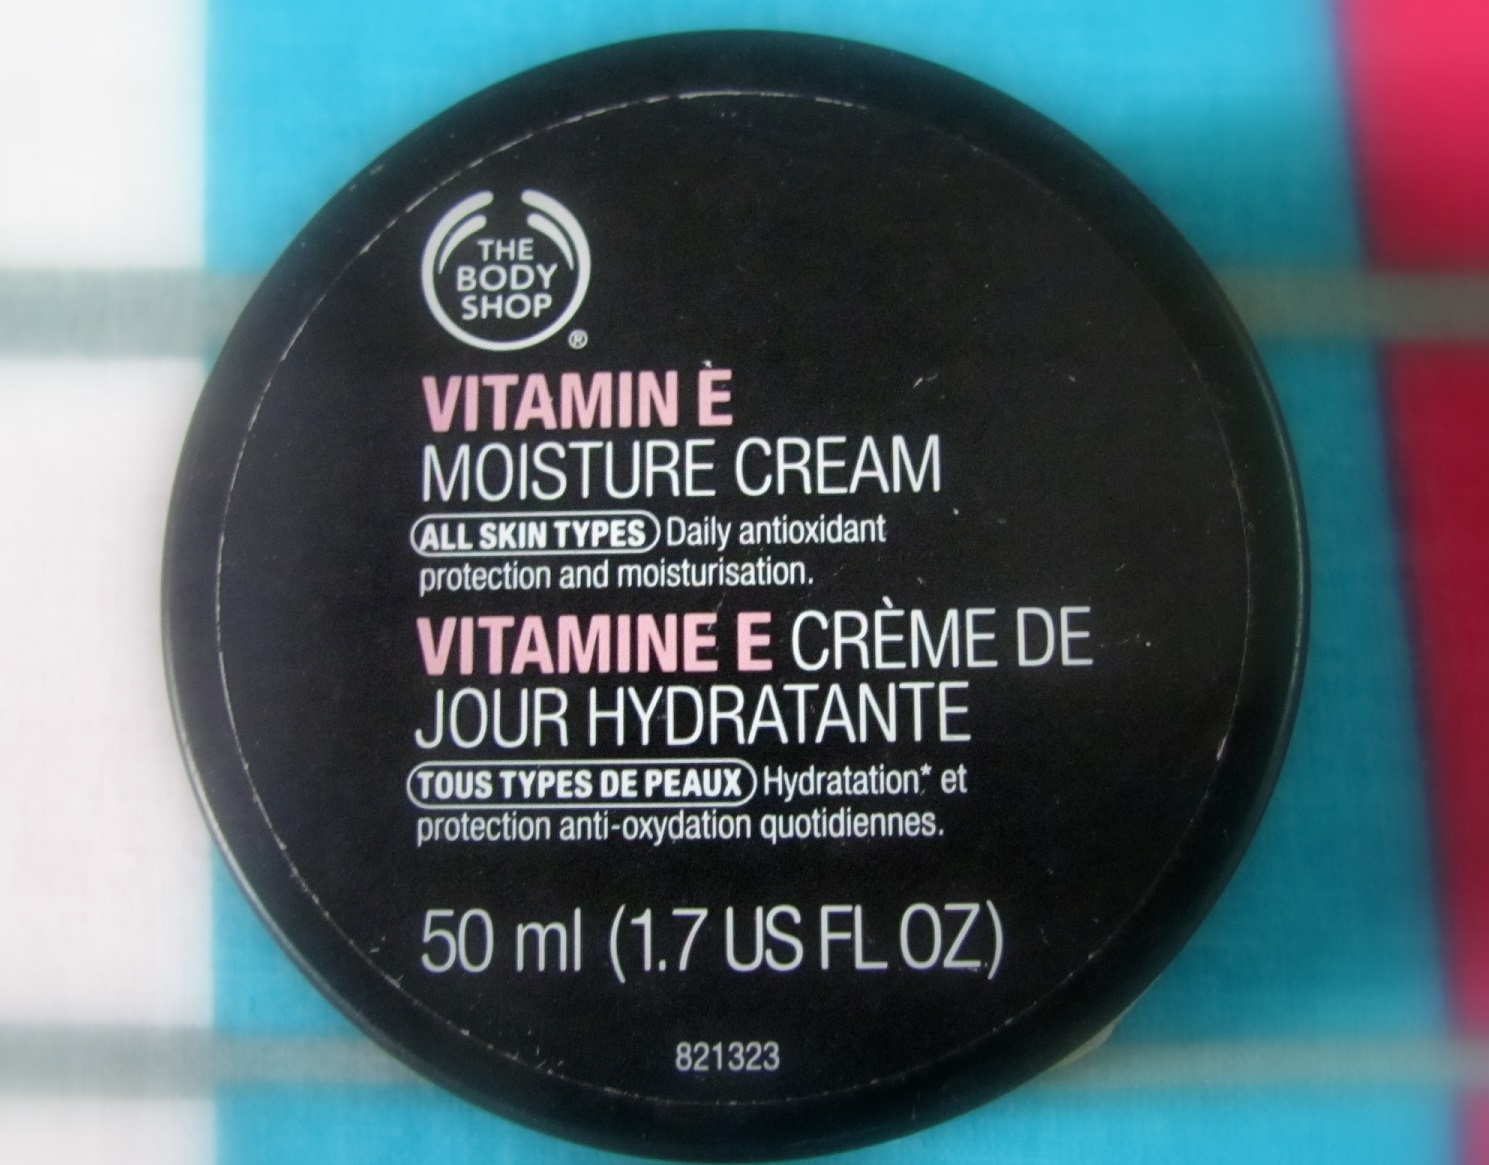 THE
BODY
SHOP
®
VITAMIN E
MOISTURE CREAM
ALL SKIN TYPES Daily antioxidant
protection and moisturisation.
VITAMINE E CRÈME DE
JOUR HYDRATANTE
TOUS TYPES DE PEAUX Hydratation* et
protection anti-oxydation quotidiennes.
50 ml (1.7 US FL OZ)
821323